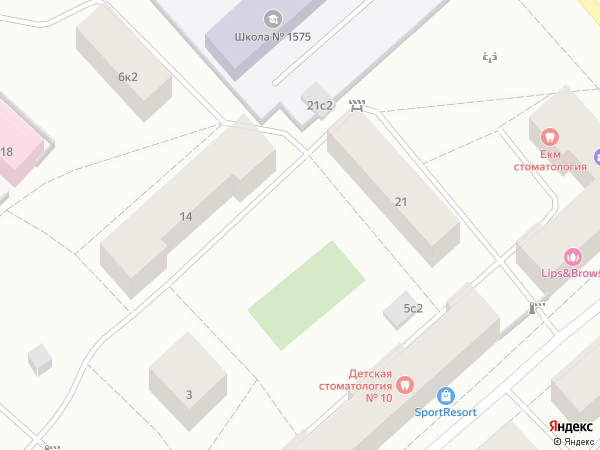 Школа № 1575
6к2
21с2
18
Екм
стоматология
14
21
Lips&Brows
5с2
Детская
стоматология
№ 10
3
SportResort
Яндекс
© Яндекс